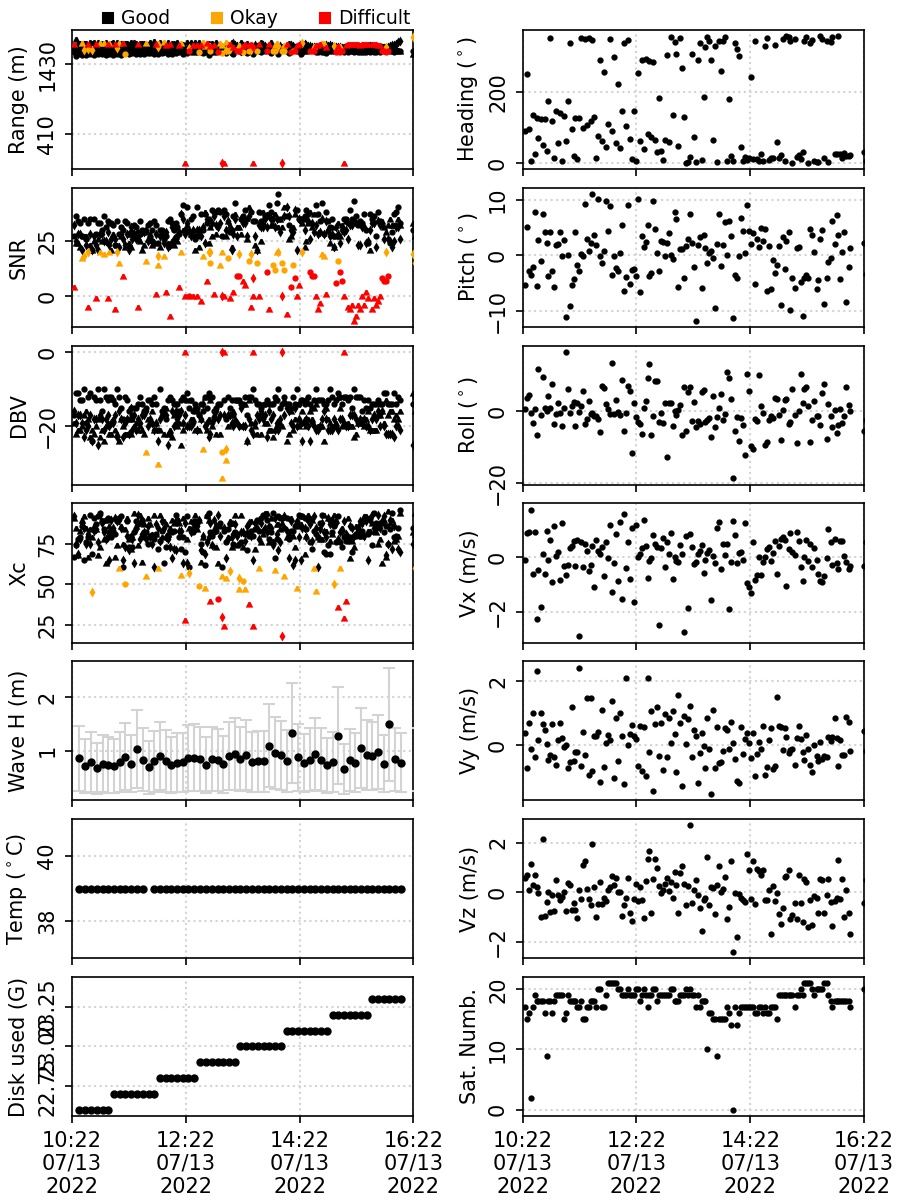 Good Okay Difficult
Range (m)
1430
410
Heading (°)
200
0
SNR
25
0
Pitch (°)
10
0
−10
DBV
0
−20
Roll (°)
0
−20
Xc
75
50
25
Vx (m/s)
0
−2
Wave H (m)
2
1
Vy (m/s)
2
0
Temp (°C)
40
38
Vz (m/s)
2
0
−2
Disk used (G)
23.25
23.00
22.75
Sat. Numb.
20
10
0
10:22 12:22 14:22 16:22
07/13 07/13 07/13 07/13
2022 2022 2022 2022
10:22 12:22 14:22 16:22
07/13 07/13 07/13 07/13
2022 2022 2022 2022